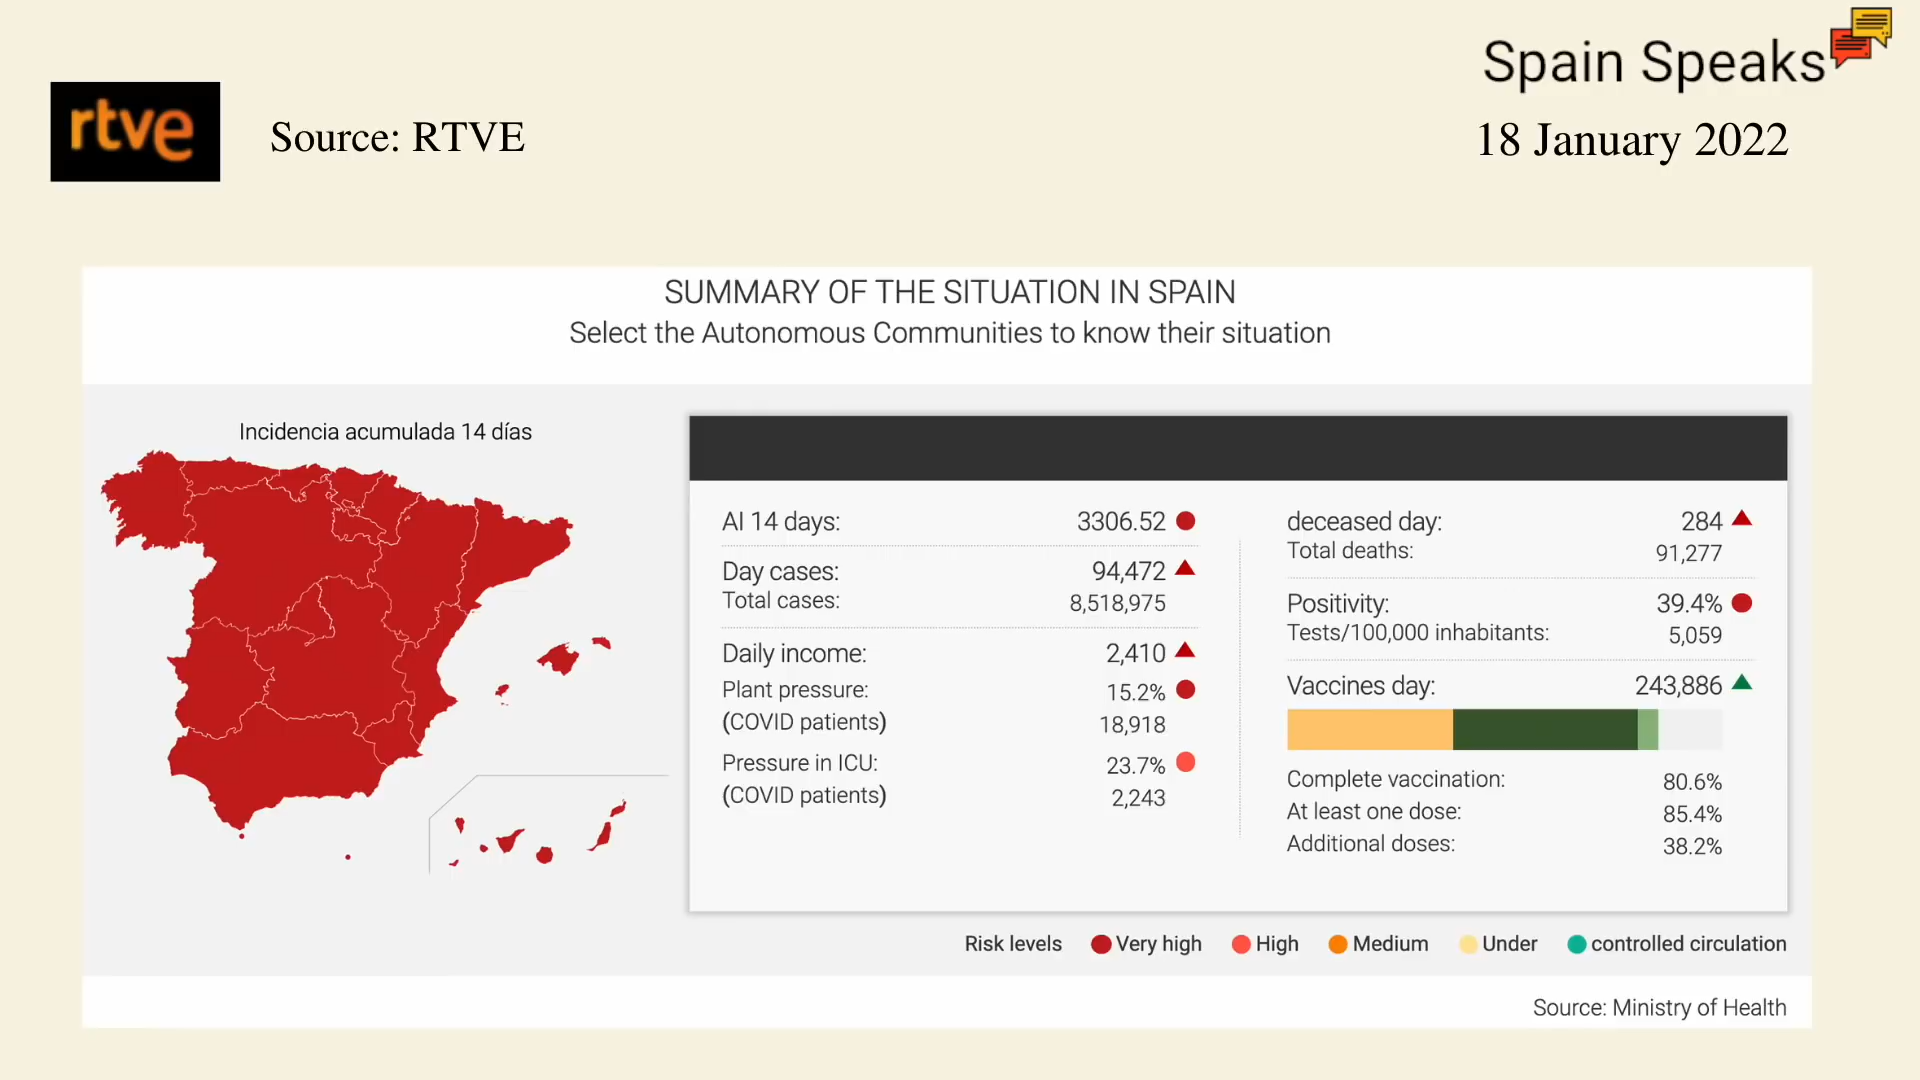 Spain Speaks
rtve
Source: RTVE
18 January 2022
SUMMARY OF THE SITUATION IN SPAIN
Select the Autonomous Communities to know their situation
Incidencia acumulada 14 días
AI 14 days: 3306.52
Day cases: 94,472
Total cases: 8,518,975
Daily income: 2,410
Plant pressure: 15.2%
(COVID patients) 18,918
Pressure in ICU: 23.7%
(COVID patients) 2,243
deceased day: 284
Total deaths: 91,277
Positivity: 39.4%
Tests/100,000 inhabitants: 5,059
Vaccines day: 243,886
Complete vaccination: 80.6%
At least one dose: 85.4%
Additional doses: 38.2%
Risk levels Very high High Medium Under controlled circulation
Source: Ministry of Health